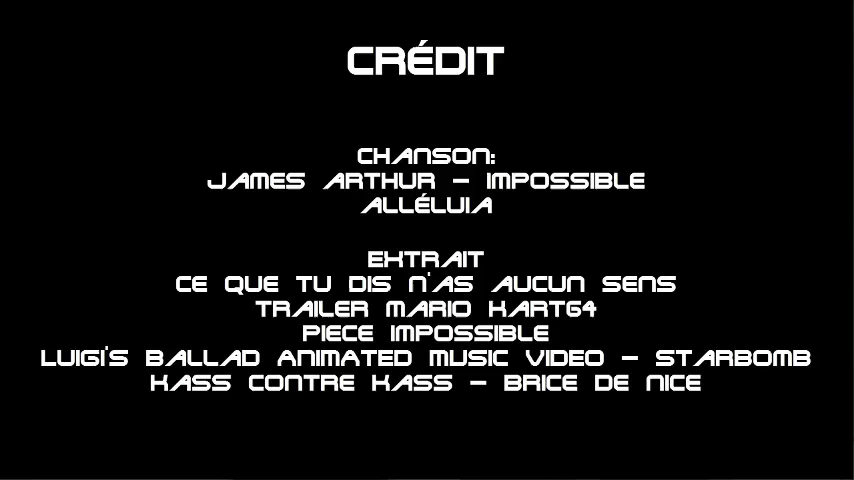 CRÉDIT
CHANSON:
JAMES ARTHUR - IMPOSSIBLE
ALLÉLUIA
EXTRAIT
CE QUE TU DIS N'AS AUCUN SENS
TRAILER MARIO KART64
PIECE IMPOSSIBLE
LUIGI'S BALLAD ANIMATED MUSIC VIDEO - STARBOMB
KASS CONTRE KASS - BRICE DE NICE